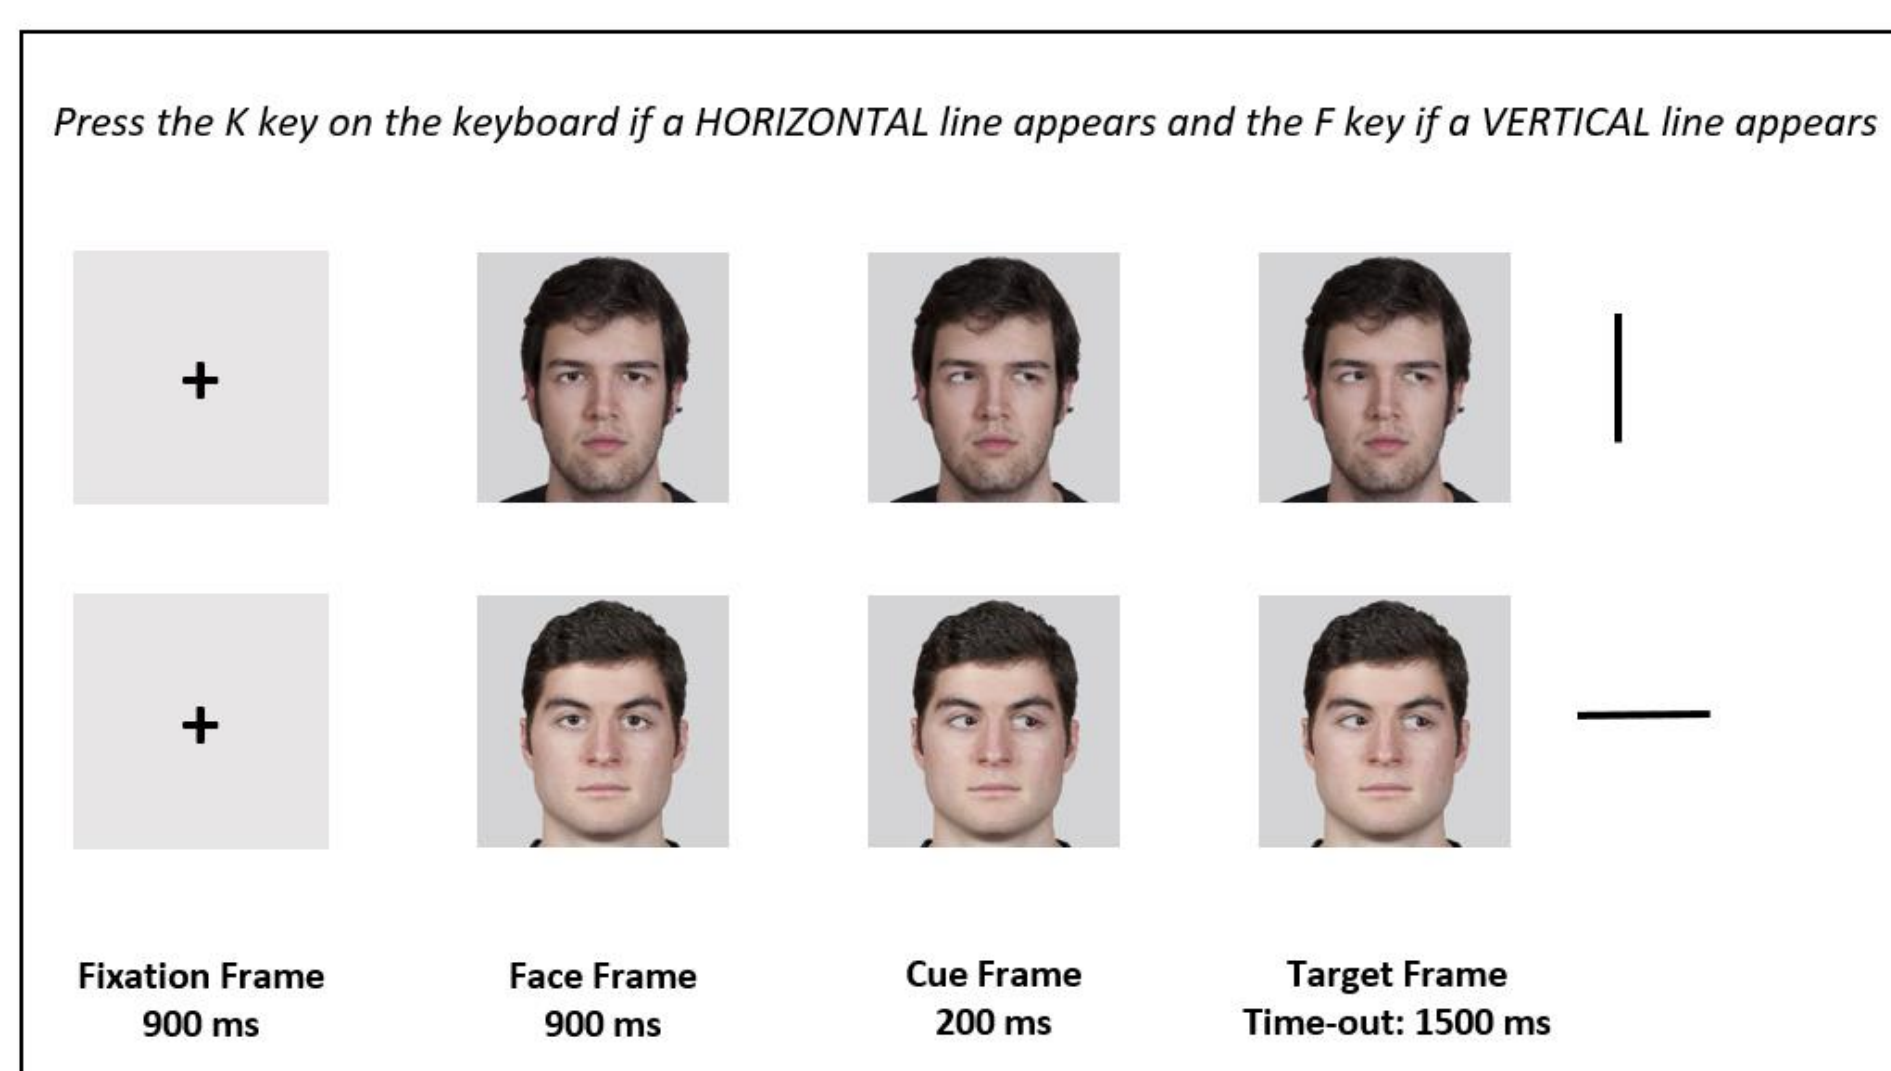 Press the K key on the keyboard if a HORIZONTAL line appears and the F key if a VERTICAL line appears
+
+
Fixation Frame
900 ms
Face Frame
900 ms
Cue Frame
200 ms
Target Frame
Time-out: 1500 ms